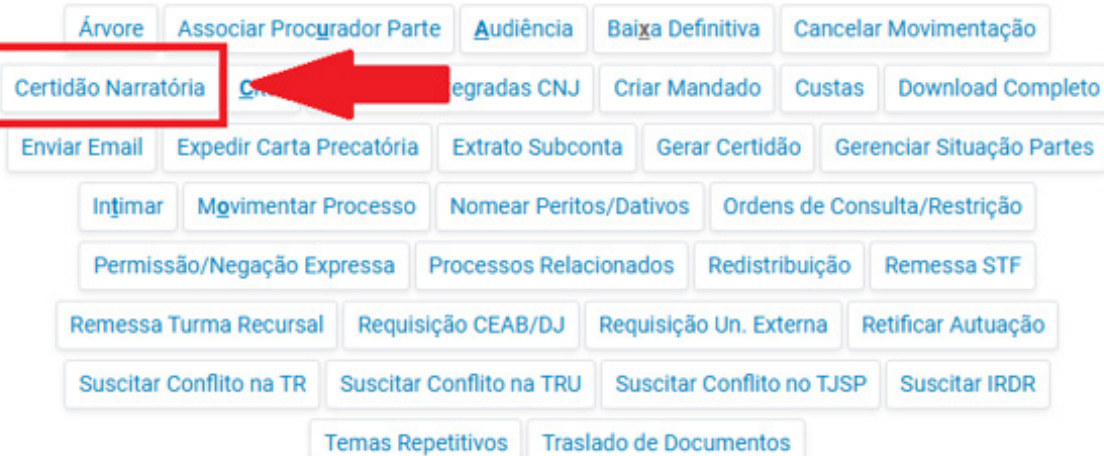 Árvore Associar Procurador Parte Audiência Baixa Definitiva Cancelar Movimentação
Certidão Narratória egradas CNJ Criar Mandado Custas Download Completo
Enviar Email Expedir Carta Precatória Extrato Subconta Gerar Certidão Gerenciar Situação Partes
Intimar Movimentar Processo Nomear Peritos/Dativos Ordens de Consulta/Restrição
Permissão/Negação Expressa Processos Relacionados Redistribuição Remessa STF
Remessa Turma Recursal Requisição CEAB/DJ Requisição Un. Externa Retificar Autuação
Suscitar Conflito na TR Suscitar Conflito na TRU Suscitar Conflito no TJSP Suscitar IRDR
Temas Repetitivos Traslado de Documentos